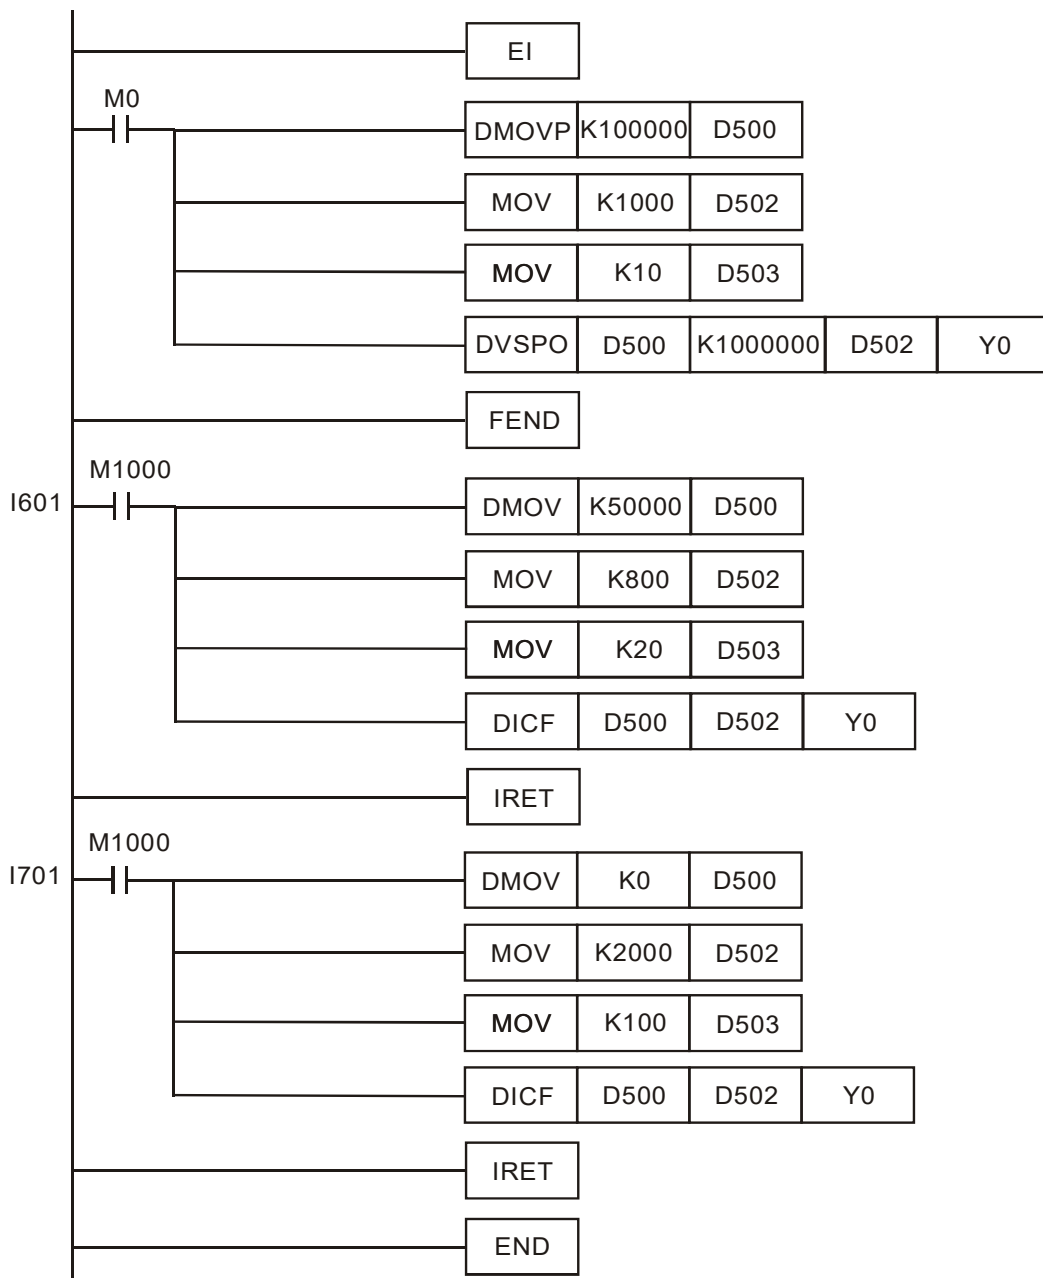 EI
M0
DMOVP K100000 D500
MOV K1000 D502
MOV K10 D503
DVSPO D500 K1000000 D502 Y0
FEND
M1000
I601 DMOV K50000 D500
MOV K800 D502
MOV K20 D503
DICF D500 D502 Y0
IRET
M1000
I701 DMOV K0 D500
MOV K2000 D502
MOV K100 D503
DICF D500 D502 Y0
IRET
END